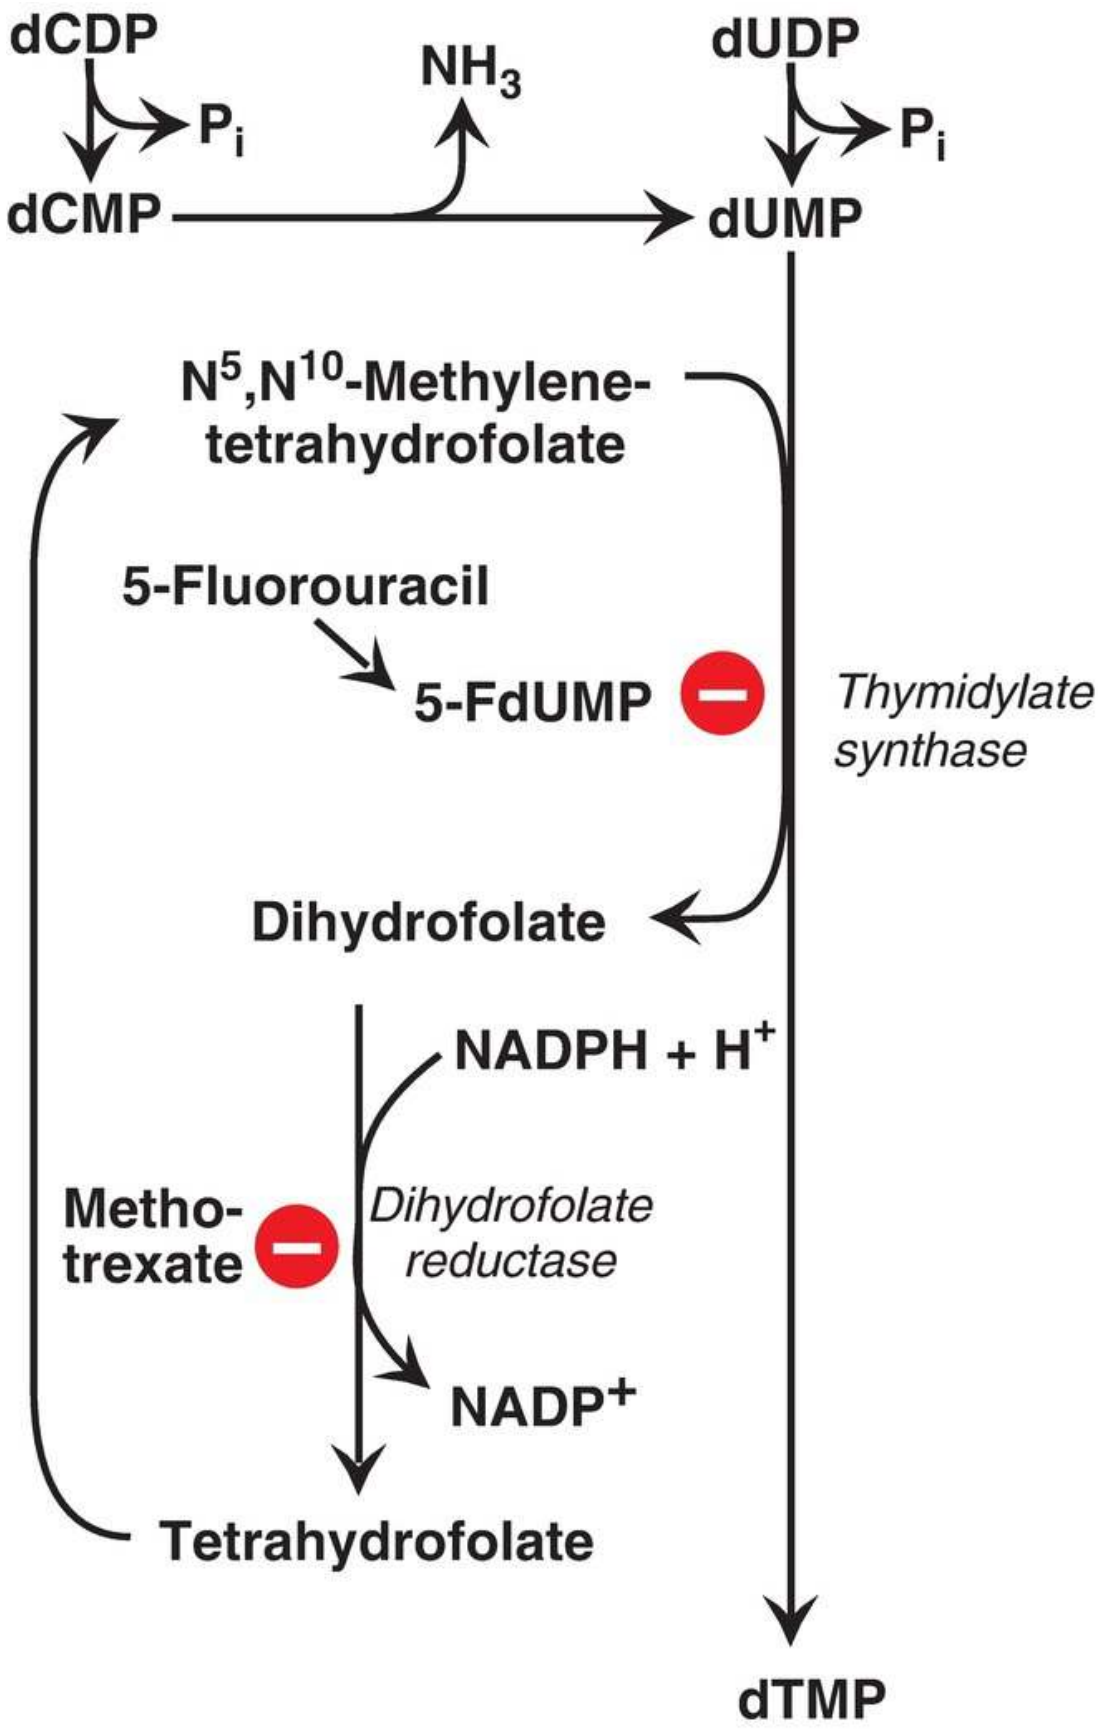 dCDP
dUDP
NH₃
Pᵢ
Pᵢ
dCMP
dUMP
N⁵,N¹⁰-Methylene-
tetrahydrofolate
5-Fluorouracil
5-FdUMP
Thymidylate
synthase
Dihydrofolate
NADPH + H⁺
Metho-
trexate
Dihydrofolate
reductase
NADP⁺
Tetrahydrofolate
dTMP